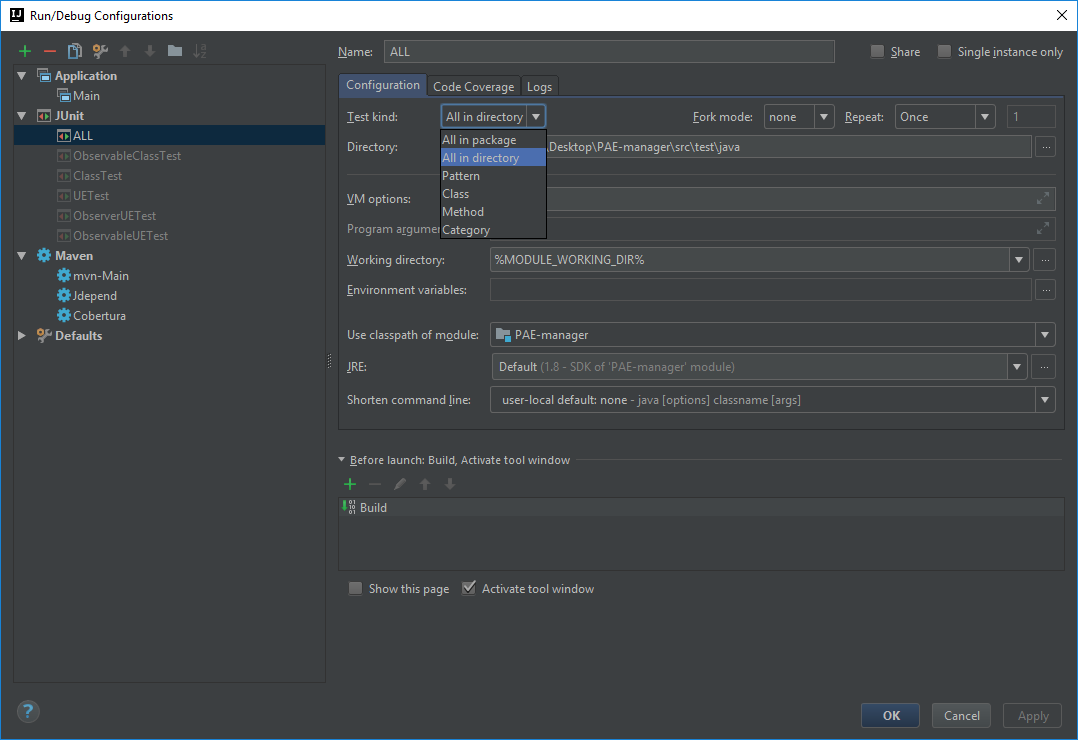 Run/Debug Configurations
Name: ALL Share Single instance only
Application
Main
JUnit
ALL
ObservableClassTest
ClassTest
UETest
ObserverUETest
ObservableUETest
Maven
mvn-Main
Jdepend
Cobertura
Defaults
Configuration Code Coverage Logs
Test kind: All in directory Fork mode: none Repeat: Once 1
All in package
All in directory
Pattern
Class
Method
Category
Directory: \Desktop\PAE-manager\src\test\java ...
VM options:
Program argumen
Working directory: %MODULE_WORKING_DIR% ...
Environment variables: ...
Use classpath of module: PAE-manager
JRE: Default (1.8 - SDK of 'PAE-manager' module) ...
Shorten command line: user-local default: none - java [options] classname [args]
Before launch: Build, Activate tool window
Build
Show this page Activate tool window
? OK Cancel Apply